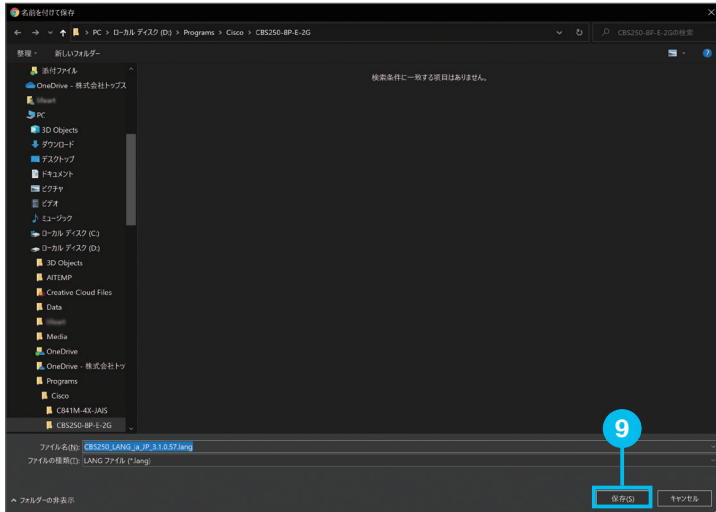 名前を付けて保存
PC > ローカル ディスク (D:) > Programs > Cisco > CBS250-8P-E-2G
CBS250-8P-E-2Gの検索
整理
新しいフォルダー
?
添付ファイル
検索条件に一致する項目はありません。
OneDrive - 株式会社トップス
PC
3D Objects
ダウンロード
デスクトップ
ドキュメント
ピクチャ
ビデオ
ミュージック
ローカル ディスク (C:)
ローカル ディスク (D:)
3D Objects
AITEMP
Creative Cloud Files
Data
Media
OneDrive
OneDrive - 株式会社トッ
Programs
Cisco
C841M-4X-JAIS
CBS250-8P-E-2G
9
ファイル名(N): CBS250_LANG_ja_JP_3.1.0.57.lang
ファイルの種類(T): LANG ファイル (*.lang)
フォルダーの非表示
保存(S)
キャンセル